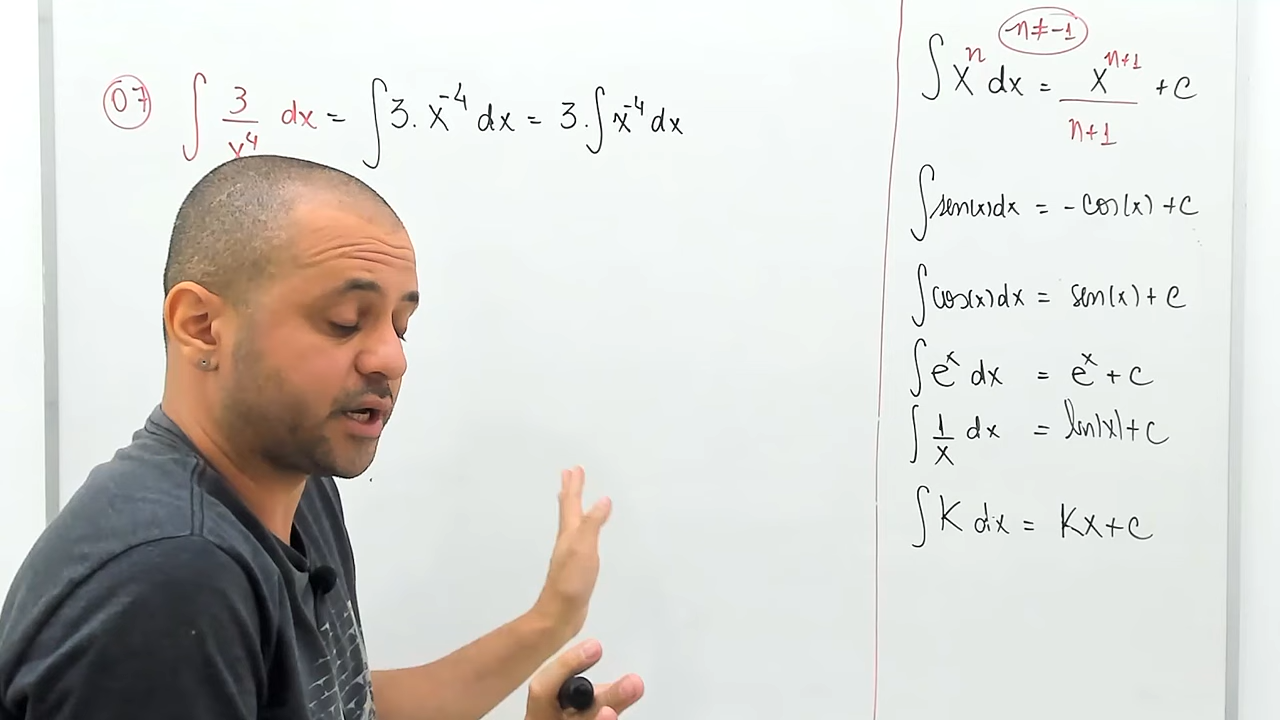 07 ∫ 3/x⁴ dx = ∫3.x⁻⁴ dx = 3.∫x⁻⁴ dx
n≠-1
∫xⁿ dx = xⁿ⁺¹/n+1 + c
∫sen(x)dx = -cos(x) + c
∫cos(x)dx = sen(x) + c
∫eˣ dx = eˣ + c
∫1/x dx = ln|x| + c
∫K dx = Kx + c